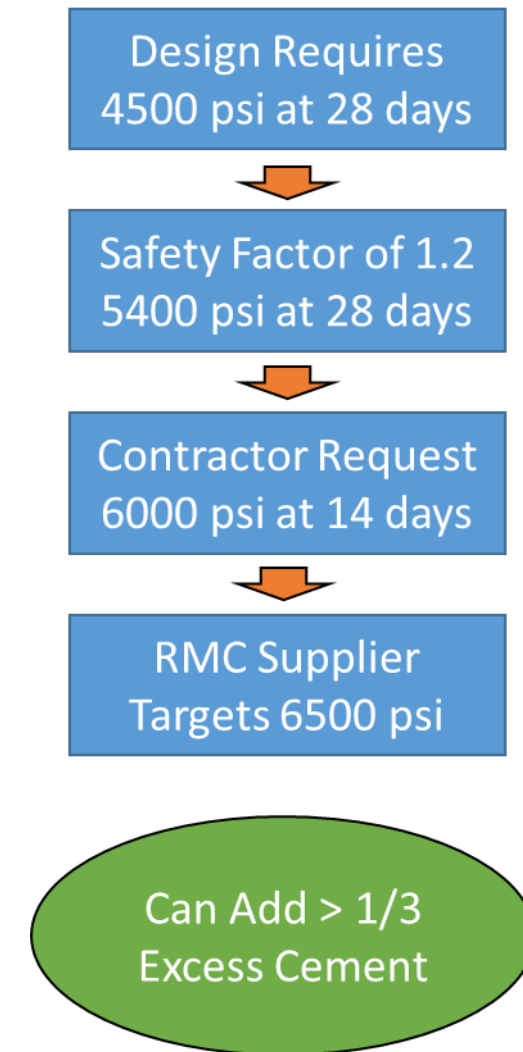 Design Requires
4500 psi at 28 days
Safety Factor of 1.2
5400 psi at 28 days
Contractor Request
6000 psi at 14 days
RMC Supplier
Targets 6500 psi
Can Add > 1/3
Excess Cement